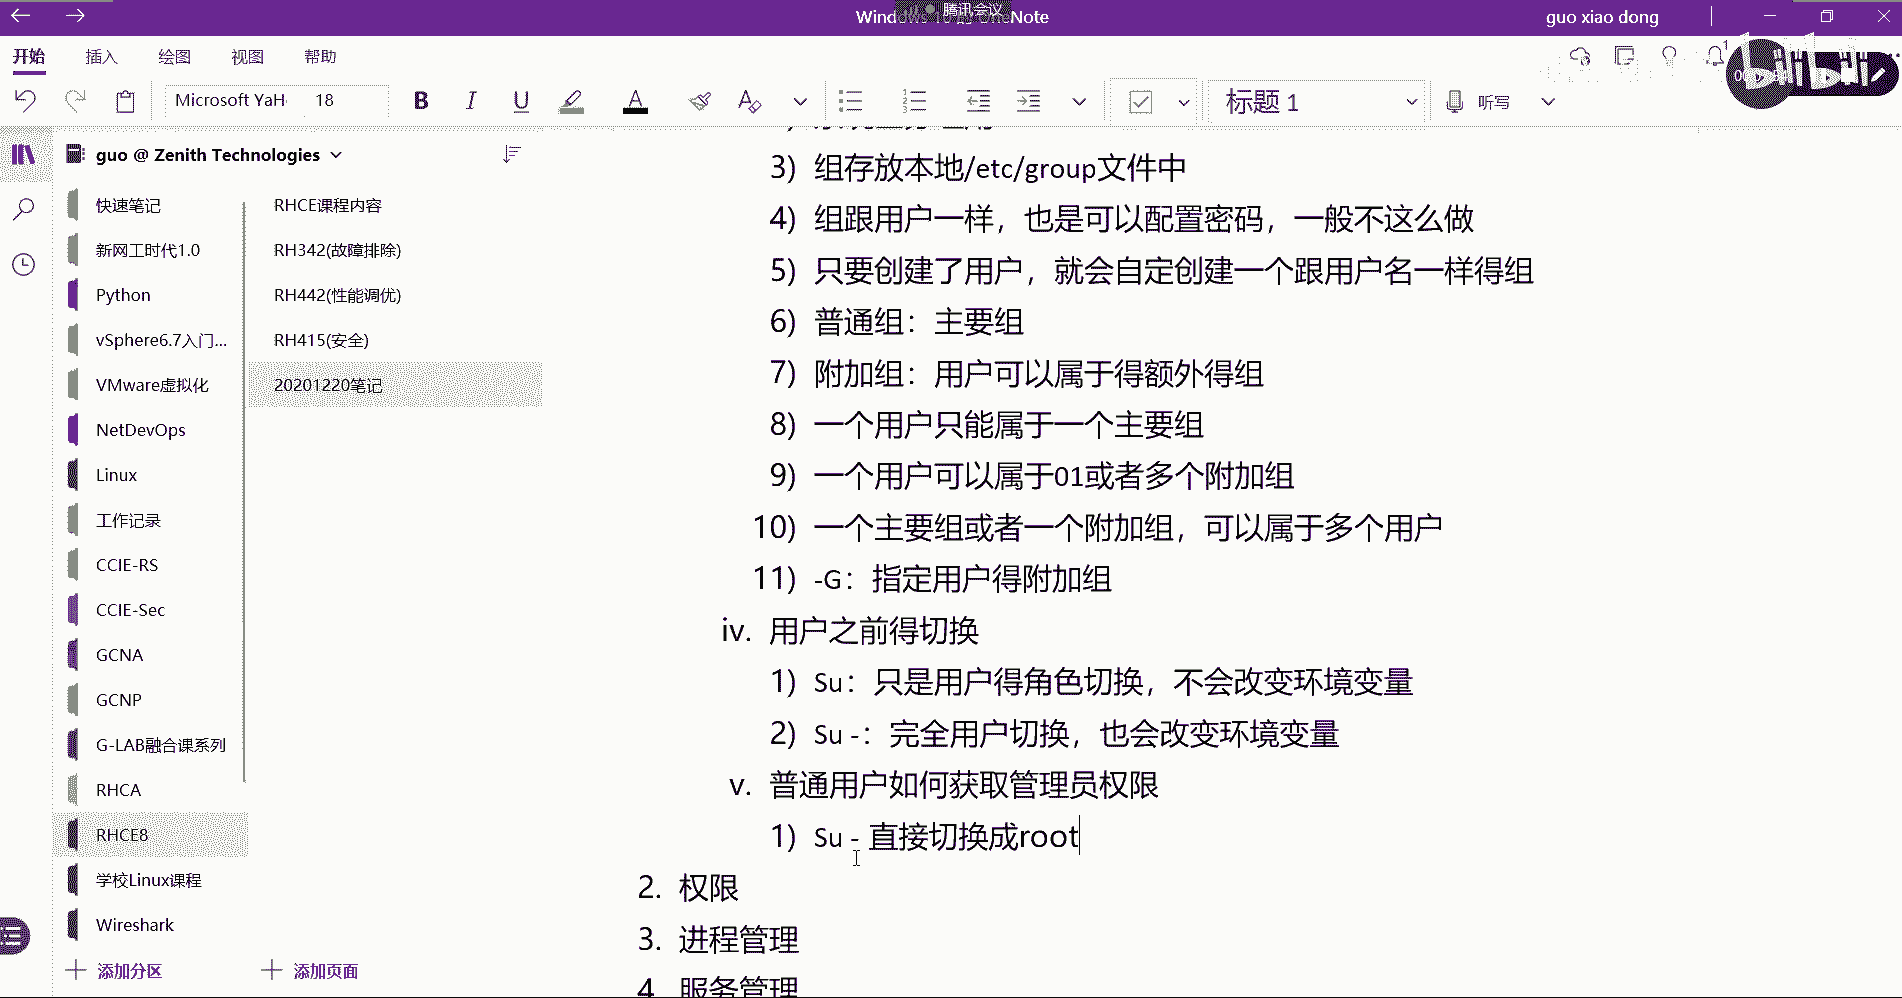 腾讯会议
guo xiao dong
开始 插入 绘图 视图 帮助
Microsoft YaH 18 B I U A 标题 1 听写
guo @ Zenith Technologies
快速笔记
新网工时代1.0
Python
vSphere6.7入门...
VMware虚拟化
NetDevOps
Linux
工作记录
CCIE-RS
CCIE-Sec
GCNA
GCNP
G-LAB融合课系列
RHCA
RHCE8
学校Linux课程
Wireshark
添加分区
RHCE课程内容
RH342(故障排除)
RH442(性能调优)
RH415(安全)
20201220笔记
添加页面
3) 组存放本地/etc/group文件中
4) 组跟用户一样，也是可以配置密码，一般不这么做
5) 只要创建了用户，就会自定创建一个跟用户名一样得组
6) 普通组：主要组
7) 附加组：用户可以属于得额外得组
8) 一个用户只能属于一个主要组
9) 一个用户可以属于01或者多个附加组
10) 一个主要组或者一个附加组，可以属于多个用户
11) -G：指定用户得附加组
iv. 用户之前得切换
1) Su：只是用户得角色切换，不会改变环境变量
2) Su -：完全用户切换，也会改变环境变量
v. 普通用户如何获取管理员权限
1) Su - 直接切换成root
2. 权限
3. 进程管理
4. 服务管理